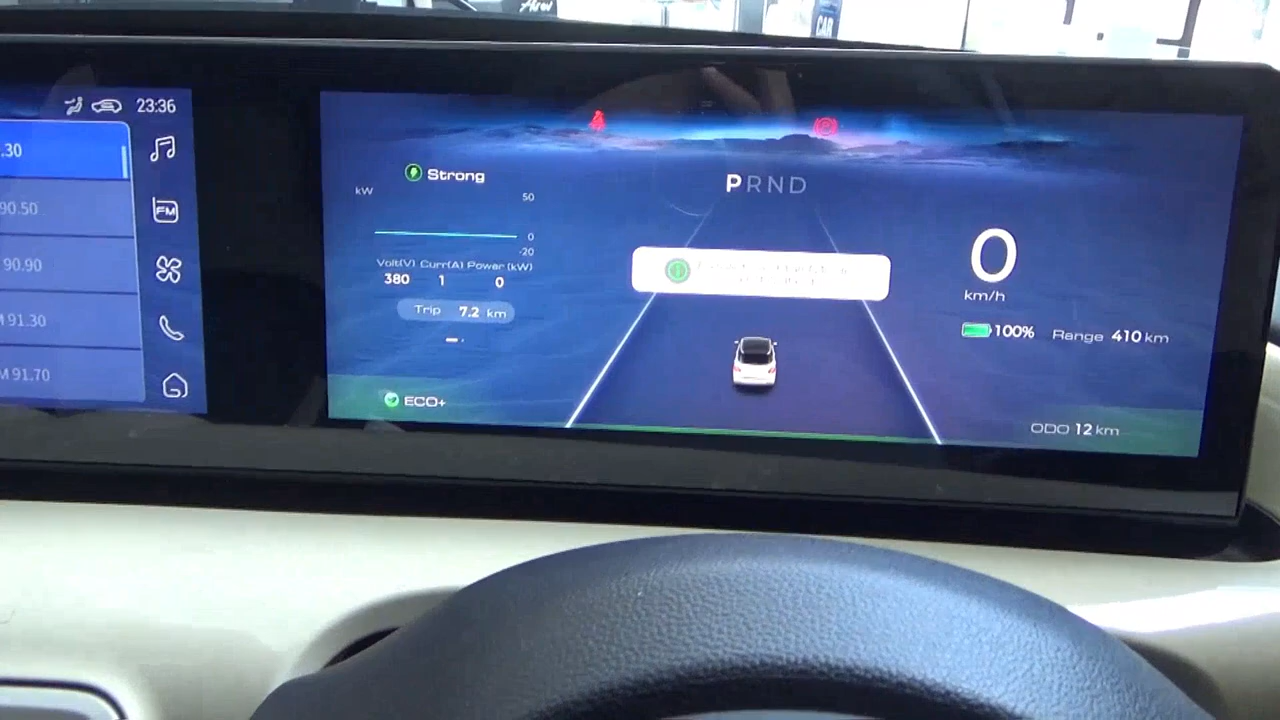 CAR
23:36
.30
FM
90.50
90.90
91.30
M 91.70
Strong
kW
50
0
-20
Volt(V) Curr(A) Power (kW)
380 1 0
Trip 7.2 km
ECO+
PRND
0
km/h
100% Range 410 km
ODO 12 km